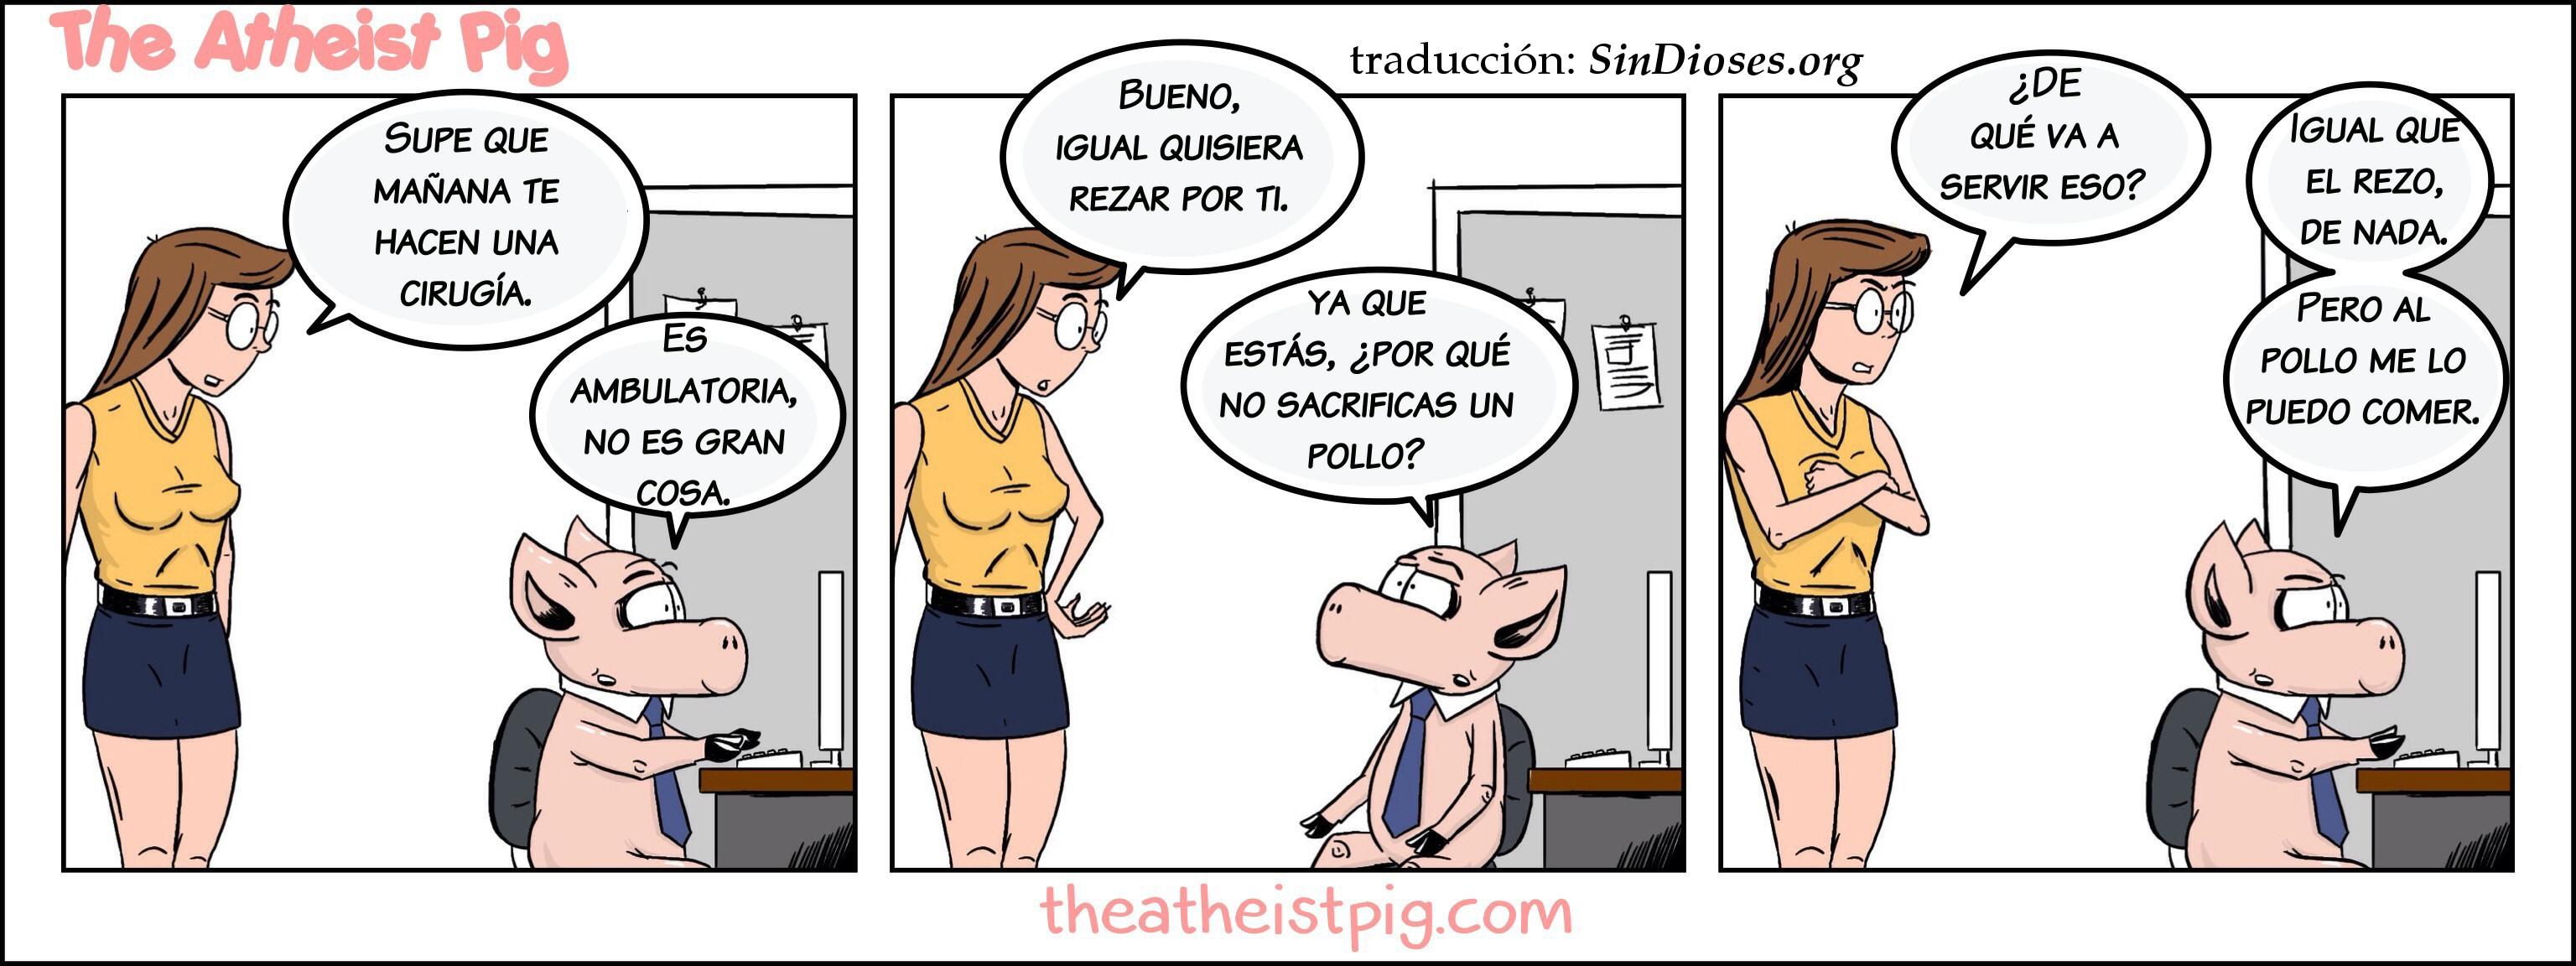 The Atheist Pig
traducción: SinDioses.org
SUPE QUE
MAÑANA TE
HACEN UNA
CIRUGÍA.
ES
AMBULATORIA,
NO ES GRAN
COSA.
BUENO,
IGUAL QUISIERA
REZAR POR TI.
YA QUE
ESTÁS, ¿POR QUÉ
NO SACRIFICAS UN
POLLO?
¿DE
QUÉ VA A
SERVIR ESO?
IGUAL QUE
EL REZO,
DE NADA.
PERO AL
POLLO ME LO
PUEDO COMER.
theatheistpig.com